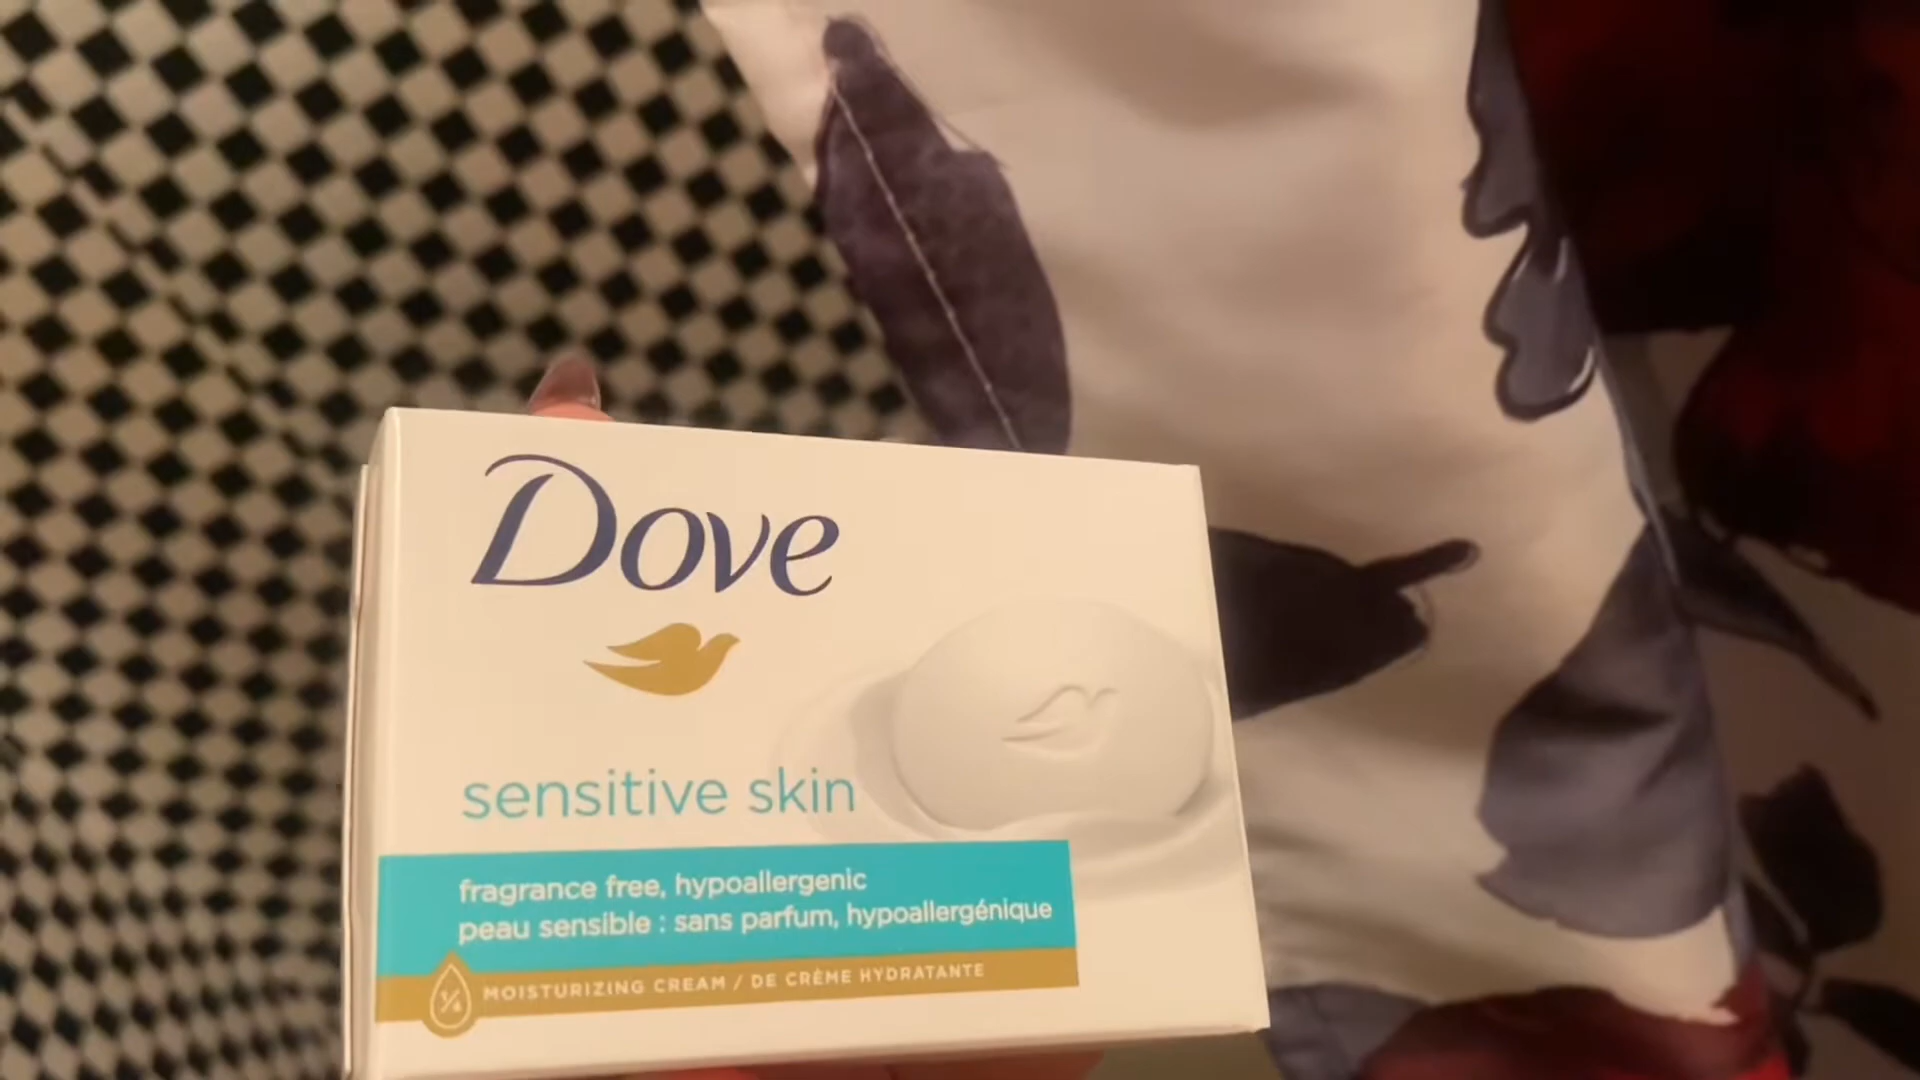 Dove
sensitive skin
fragrance free, hypoallergenic
peau sensible : sans parfum, hypoallergénique
1/4 MOISTURIZING CREAM / DE CRÈME HYDRATANTE